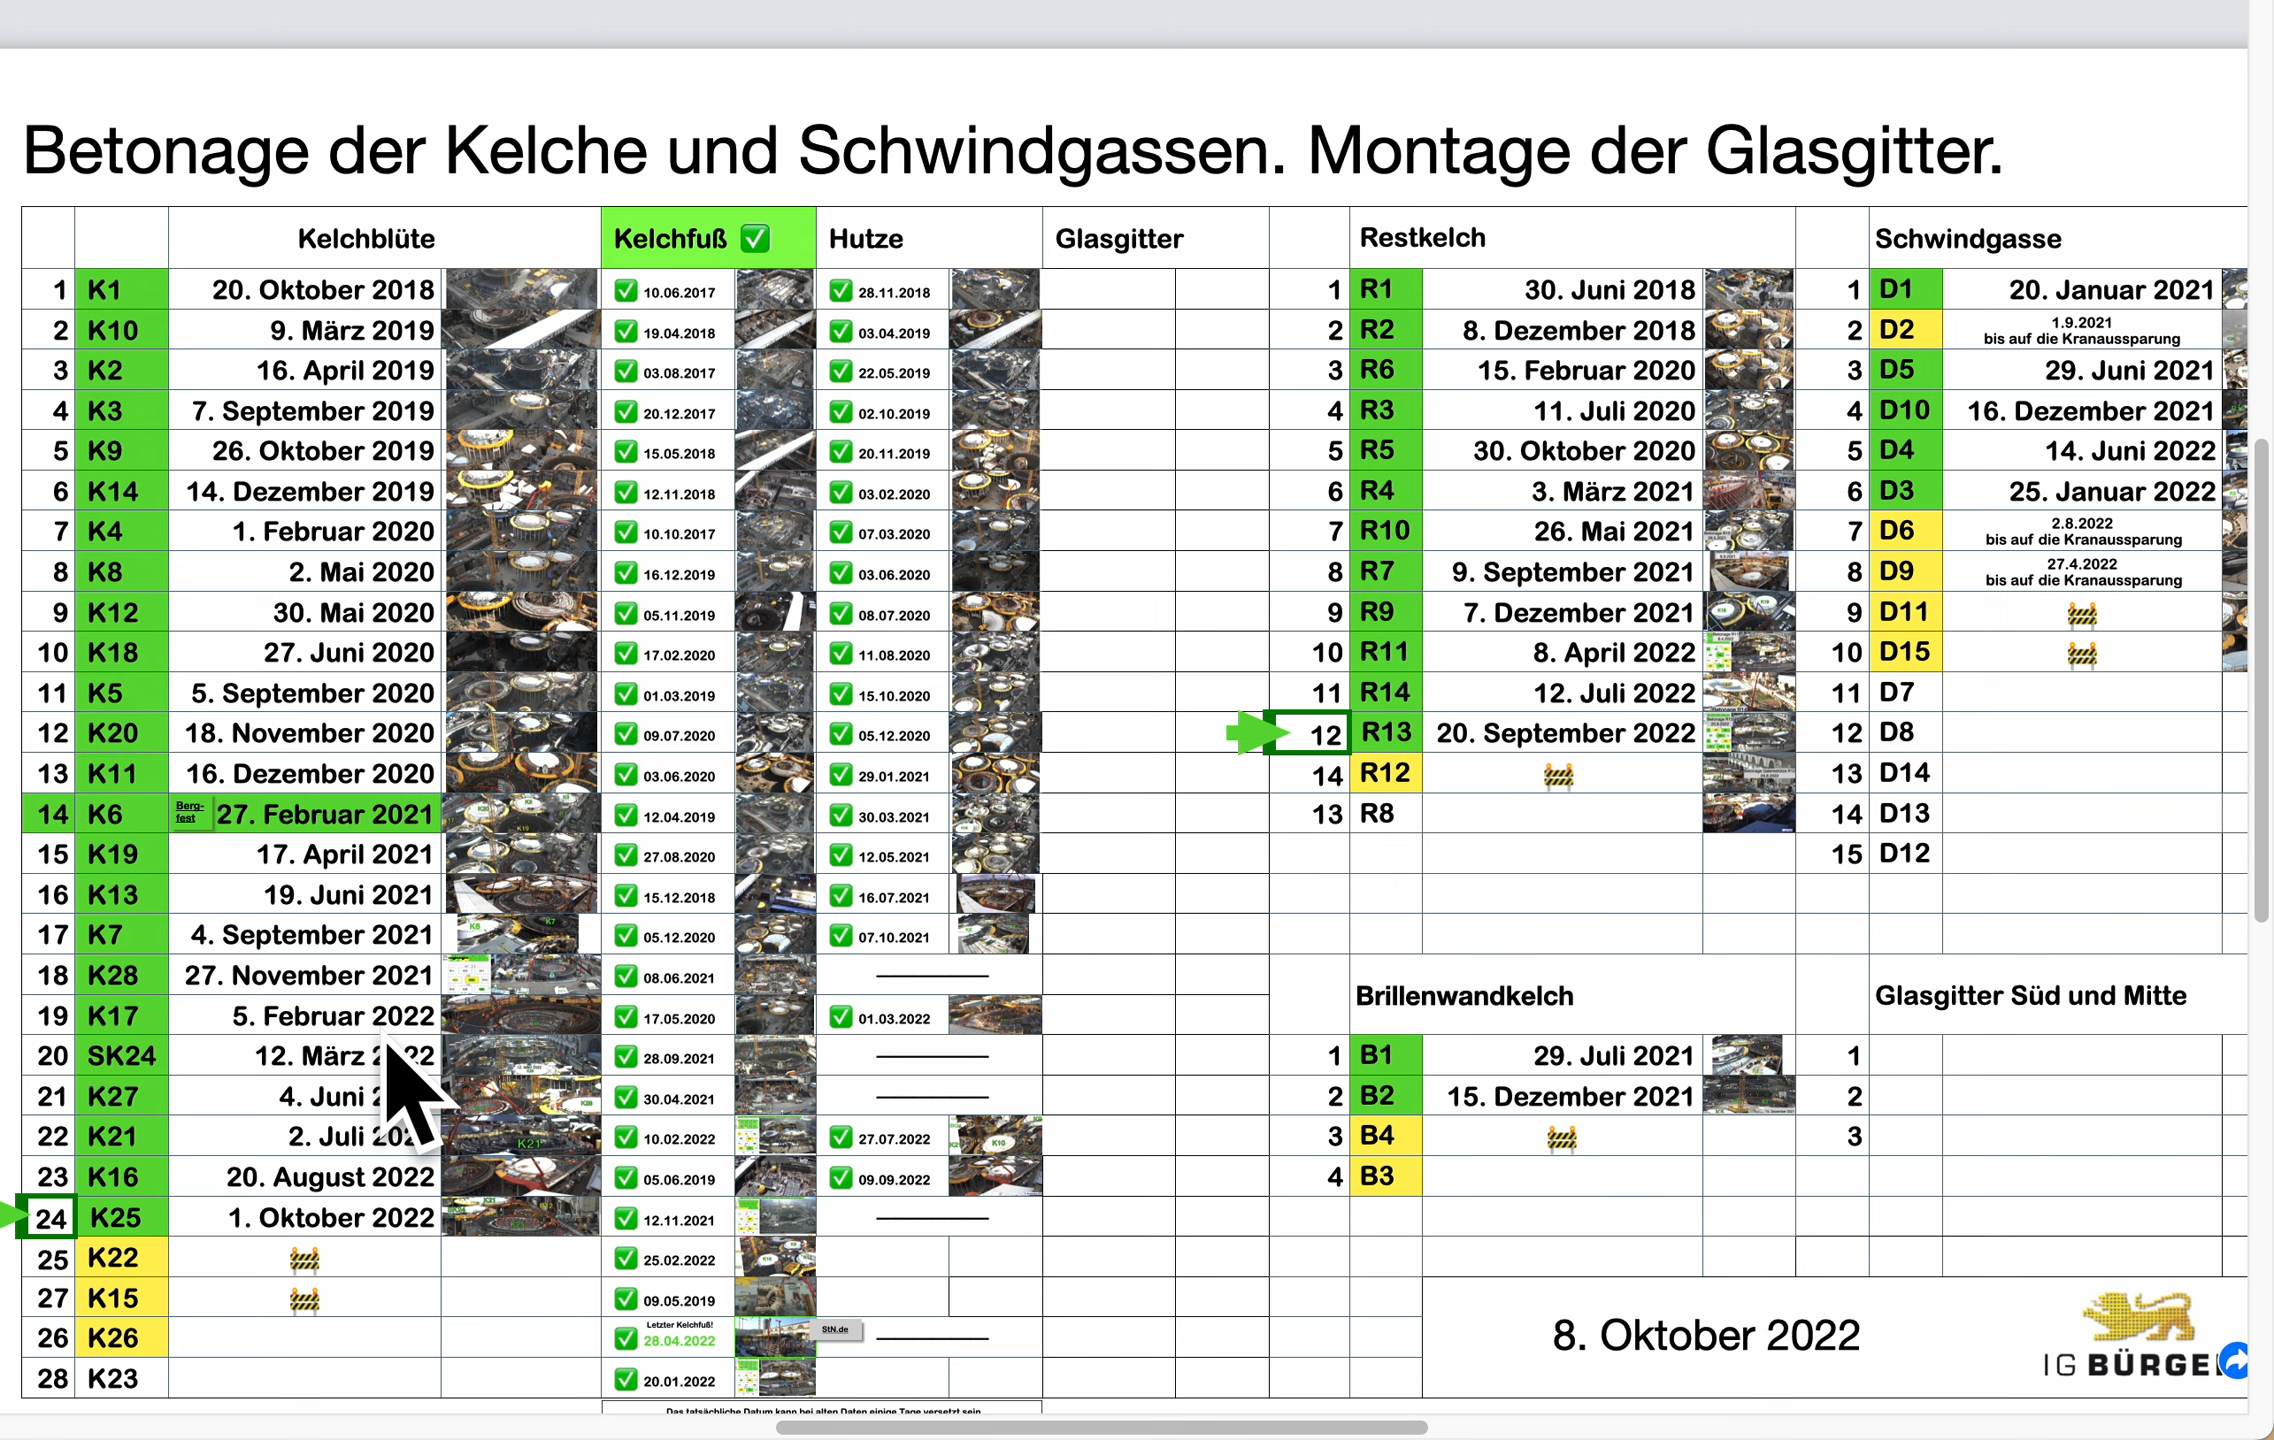 Betonage der Kelche und Schwindgassen. Montage der Glasgitter.
Kelchblüte Kelchfuß ✅ Hutze Glasgitter Restkelch Schwindgasse
1 K1 20. Oktober 2018 ✅ 10.06.2017 ✅ 28.11.2018 1 R1 30. Juni 2018 1 D1 20. Januar 2021
2 K10 9. März 2019 ✅ 19.04.2018 ✅ 03.04.2019 2 R2 8. Dezember 2018 2 D2 1.9.2021
bis auf die Kranaussparung
3 K2 16. April 2019 ✅ 03.08.2017 ✅ 22.05.2019 3 R6 15. Februar 2020 3 D5 29. Juni 2021
4 K3 7. September 2019 ✅ 20.12.2017 ✅ 02.10.2019 4 R3 11. Juli 2020 4 D10 16. Dezember 2021
5 K9 26. Oktober 2019 ✅ 15.05.2018 ✅ 20.11.2019 5 R5 30. Oktober 2020 5 D4 14. Juni 2022
6 K14 14. Dezember 2019 ✅ 12.11.2018 ✅ 03.02.2020 6 R4 3. März 2021 6 D3 25. Januar 2022
7 K4 1. Februar 2020 ✅ 10.10.2017 ✅ 07.03.2020 7 R10 26. Mai 2021 7 D6 2.8.2022
bis auf die Kranaussparung
8 K8 2. Mai 2020 ✅ 16.12.2019 ✅ 03.06.2020 8 R7 9. September 2021 8 D9 27.4.2022
bis auf die Kranaussparung
9 K12 30. Mai 2020 ✅ 05.11.2019 ✅ 08.07.2020 9 R9 7. Dezember 2021 9 D11 🚧
10 K18 27. Juni 2020 ✅ 17.02.2020 ✅ 11.08.2020 10 R11 8. April 2022 10 D15 🚧
11 K5 5. September 2020 ✅ 01.03.2019 ✅ 15.10.2020 11 R14 12. Juli 2022 11 D7
12 K20 18. November 2020 ✅ 09.07.2020 ✅ 05.12.2020 12 R13 20. September 2022 12 D8
13 K11 16. Dezember 2020 ✅ 03.06.2020 ✅ 29.01.2021 14 R12 🚧 13 D14
14 K6 Berg-
fest 27. Februar 2021 ✅ 12.04.2019 ✅ 30.03.2021 13 R8 14 D13
15 K19 17. April 2021 ✅ 27.08.2020 ✅ 12.05.2021 15 D12
16 K13 19. Juni 2021 ✅ 15.12.2018 ✅ 16.07.2021
17 K7 4. September 2021 ✅ 05.12.2020 ✅ 07.10.2021
18 K28 27. November 2021 ✅ 08.06.2021
Brillenwandkelch Glasgitter Süd und Mitte
19 K17 5. Februar 2022 ✅ 17.05.2020 ✅ 01.03.2022
20 SK24 12. März 2022 ✅ 28.09.2021 1 B1 29. Juli 2021 1
21 K27 4. Juni 2 ✅ 30.04.2021 2 B2 15. Dezember 2021 2
22 K21 2. Juli 202 K21 ✅ 10.02.2022 ✅ 27.07.2022 K10 3 B4 🚧 3
23 K16 20. August 2022 ✅ 05.06.2019 ✅ 09.09.2022 4 B3
24 K25 1. Oktober 2022 ✅ 12.11.2021
25 K22 🚧 ✅ 25.02.2022
27 K15 🚧 ✅ 09.05.2019
26 K26 Letzter Kelchfuß!
✅ 28.04.2022 StN.de
28 K23 ✅ 20.01.2022
8. Oktober 2022
IG BÜRGE
Das tatsächliche Datum kann bei alten Daten einige Tage versetzt sein